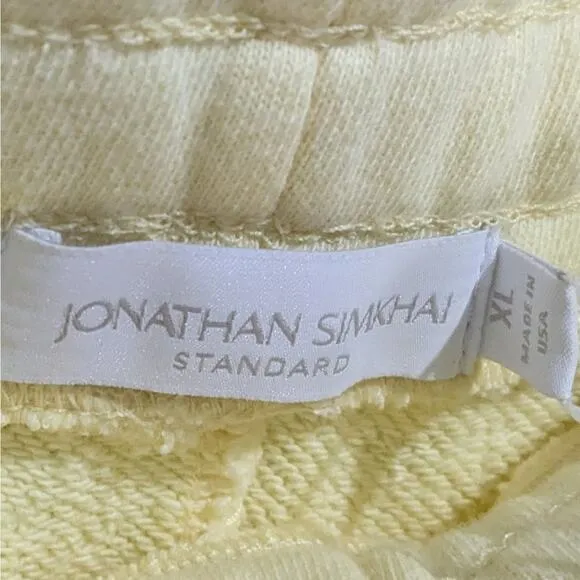 JONATHAN SIMKHAI
STANDARD
XL
MADE IN
USA